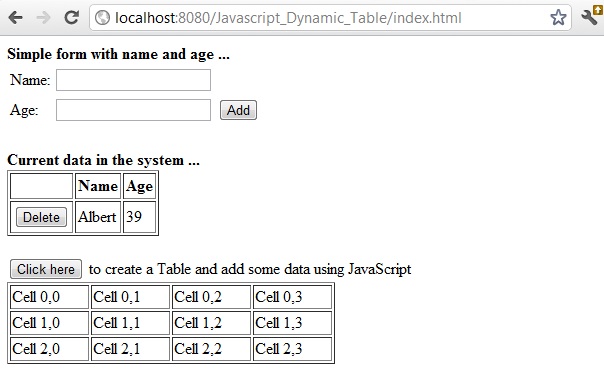 localhost:8080/Javascript_Dynamic_Table/index.html
Simple form with name and age ...
Name:
Age: Add
Current data in the system ...
Name Age
Delete Albert 39
Click here to create a Table and add some data using JavaScript
Cell 0,0 Cell 0,1 Cell 0,2 Cell 0,3
Cell 1,0 Cell 1,1 Cell 1,2 Cell 1,3
Cell 2,0 Cell 2,1 Cell 2,2 Cell 2,3